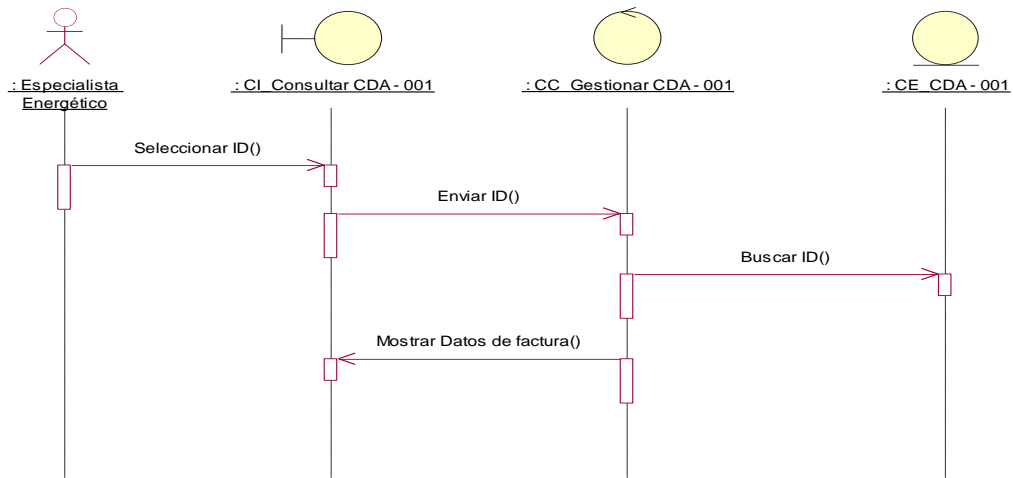 : Especialista
Energético
: CI_Consultar CDA - 001
: CC_Gestionar CDA - 001
: CE_CDA - 001
Seleccionar ID()
Enviar ID()
Buscar ID()
Mostrar Datos de factura()